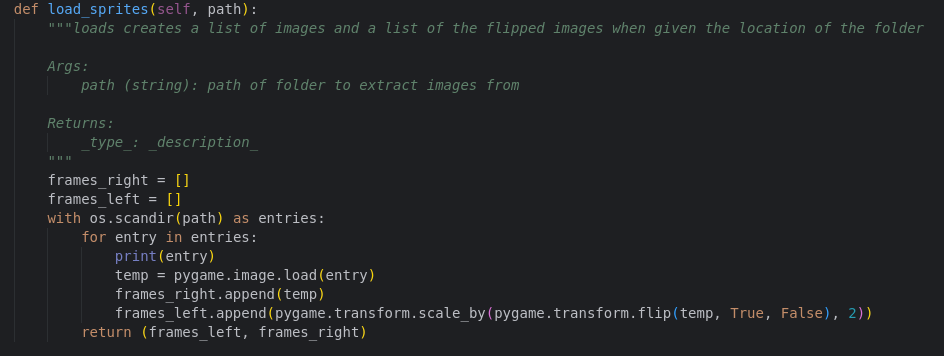 def load_sprites(self, path):
    """loads creates a list of images and a list of the flipped images when given the location of the folder

    Args:
        path (string): path of folder to extract images from

    Returns:
        _type_: _description_
    """
    frames_right = []
    frames_left = []
    with os.scandir(path) as entries:
        for entry in entries:
            print(entry)
            temp = pygame.image.load(entry)
            frames_right.append(temp)
            frames_left.append(pygame.transform.scale_by(pygame.transform.flip(temp, True, False), 2))
        return (frames_left, frames_right)